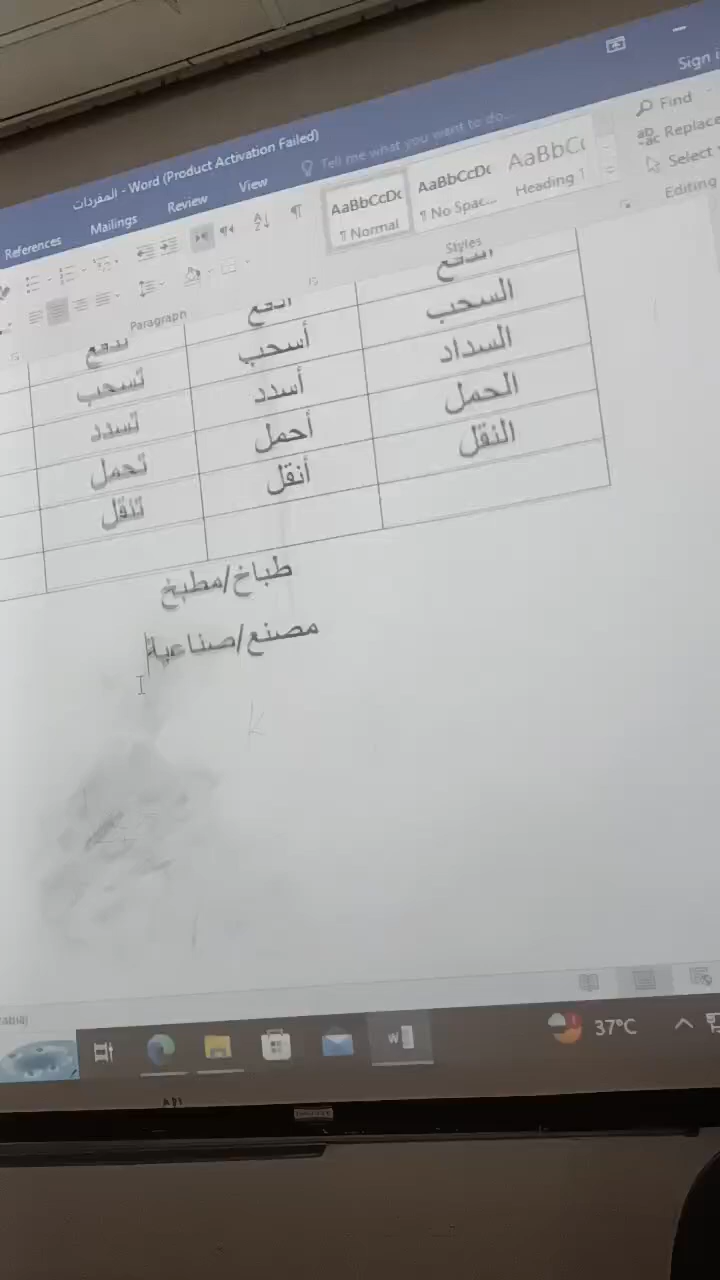 المفردات - Word (Product Activation Failed)
Tell me what you want to do...
Sign i
References Mailings Review View
AaBbCcDc AaBbCcDc AaBbCc
¶ Normal ¶ No Spac... Heading 1
Find
Replace
Select
Paragraph Styles Editing
السحب أسحب تسحب
السداد أسدد تسدد
الحمل أحمل تحمل
النقل أنقل تنقل
طباخ/مطبخ
مصنع/صناعية
k
37°C